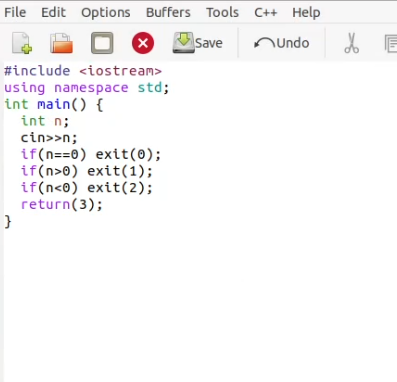 File Edit Options Buffers Tools C++ Help
Save Undo
#include <iostream>
using namespace std;
int main() {
  int n;
  cin>>n;
  if(n==0) exit(0);
  if(n>0) exit(1);
  if(n<0) exit(2);
  return(3);
}